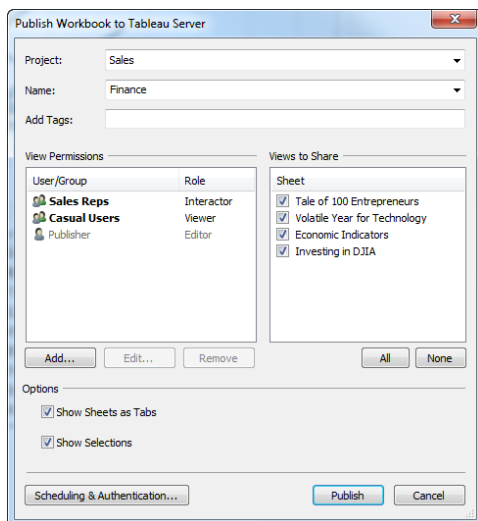 Publish Workbook to Tableau Server
Project: Sales
Name: Finance
Add Tags:
View Permissions
User/Group Role
Sales Reps Interactor
Casual Users Viewer
Publisher Editor
Add... Edit... Remove
Views to Share
Sheet
Tale of 100 Entrepreneurs
Volatile Year for Technology
Economic Indicators
Investing in DJIA
All None
Options
Show Sheets as Tabs
Show Selections
Scheduling & Authentication... Publish Cancel